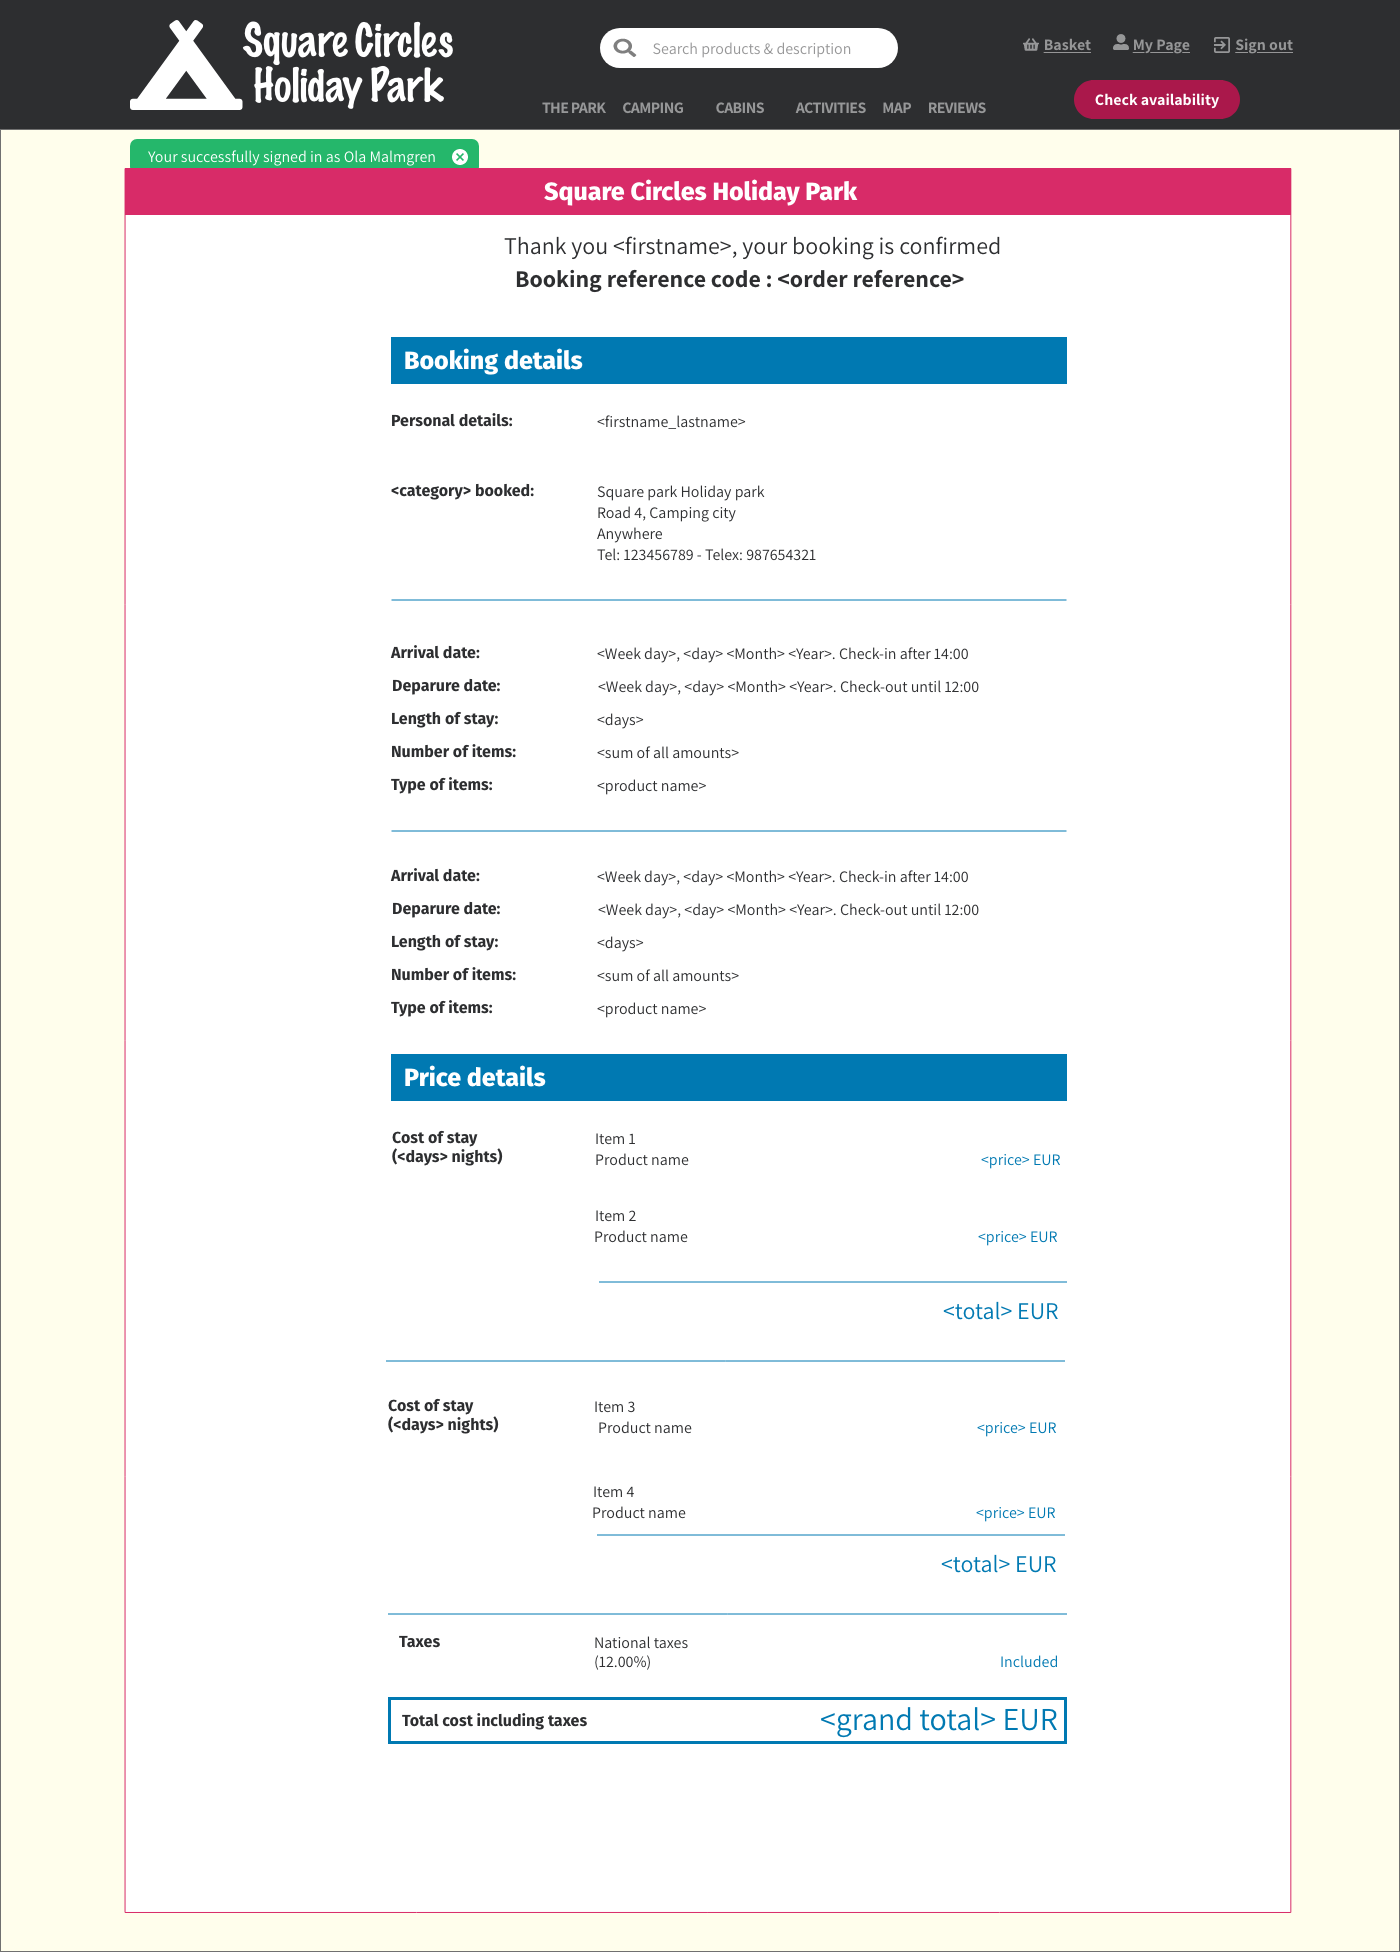 Square Circles
Holiday Park
Search products & description
Basket
My Page
Sign out
THE PARK CAMPING CABINS ACTIVITIES MAP REVIEWS
Check availability
Your successfully signed in as Ola Malmgren
Square Circles Holiday Park
Thank you <firstname>, your booking is confirmed
Booking reference code : <order reference>
Booking details
Personal details: <firstname_lastname>
<category> booked: Square park Holiday park
Road 4, Camping city
Anywhere
Tel: 123456789 - Telex: 987654321
Arrival date: <Week day>, <day> <Month> <Year>. Check-in after 14:00
Deparure date: <Week day>, <day> <Month> <Year>. Check-out until 12:00
Length of stay: <days>
Number of items: <sum of all amounts>
Type of items: <product name>
Arrival date: <Week day>, <day> <Month> <Year>. Check-in after 14:00
Deparure date: <Week day>, <day> <Month> <Year>. Check-out until 12:00
Length of stay: <days>
Number of items: <sum of all amounts>
Type of items: <product name>
Price details
Cost of stay Item 1
(<days> nights) Product name <price> EUR
Item 2
Product name <price> EUR
<total> EUR
Cost of stay Item 3
(<days> nights) Product name <price> EUR
Item 4
Product name <price> EUR
<total> EUR
Taxes National taxes
(12.00%) Included
Total cost including taxes <grand total> EUR